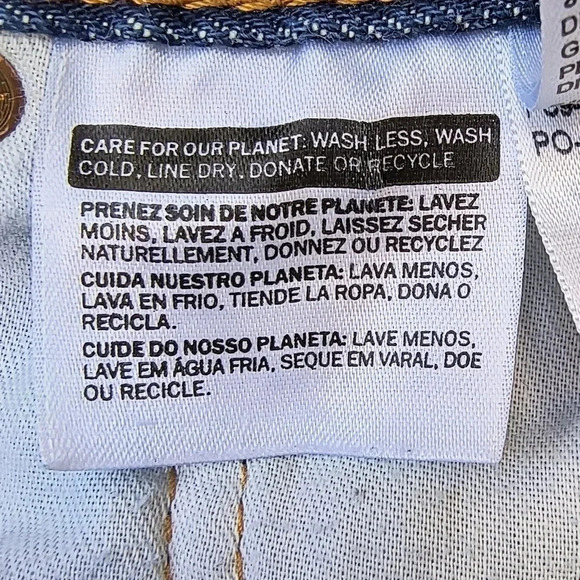 CARE FOR OUR PLANET: WASH LESS, WASH
COLD, LINE DRY, DONATE OR RECYCLE
PRENEZ SOIN DE NOTRE PLANETE: LAVEZ
MOINS, LAVEZ A FROID, LAISSEZ SECHER
NATURELLEMENT, DONNEZ OU RECYCLEZ
CUIDA NUESTRO PLANETA: LAVA MENOS,
LAVA EN FRIO, TIENDE LA ROPA, DONA O
RECICLA.
CUIDE DO NOSSO PLANETA: LAVE MENOS,
LAVE EM ÁGUA FRIA, SEQUE EM VARAL, DOE
OU RECICLE.
PO-